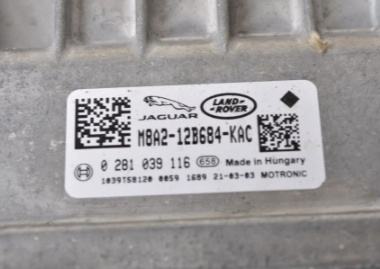 JAGUAR LAND-ROVER
M8A2-12B684-KAC
0 281 039 116 658 Made in Hungary
1039TS8120 0059 1689 21-03-03 MOTRONIC